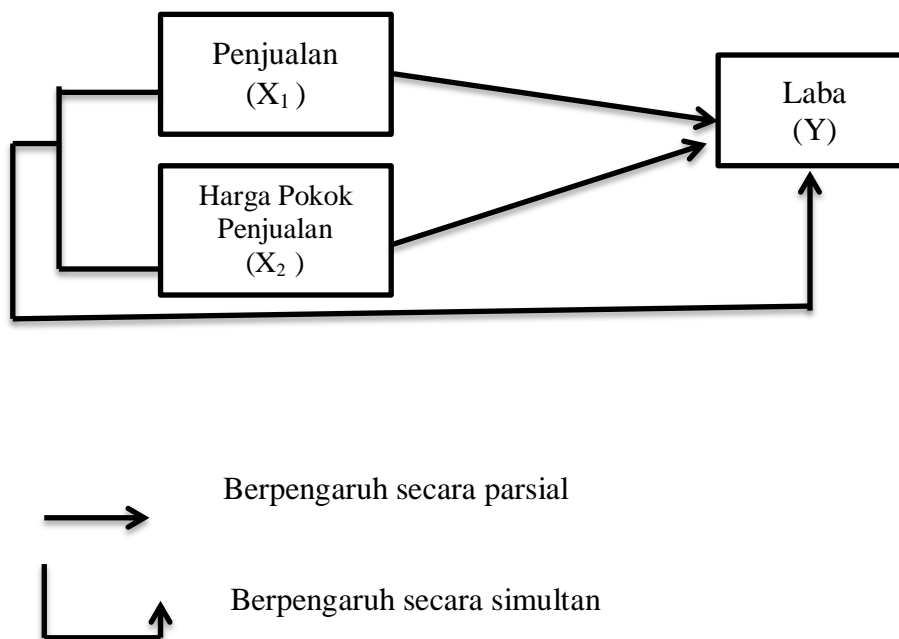 Penjualan
(X₁ )
Laba
(Y)
Harga Pokok
Penjualan
(X₂ )
Berpengaruh secara parsial
Berpengaruh secara simultan